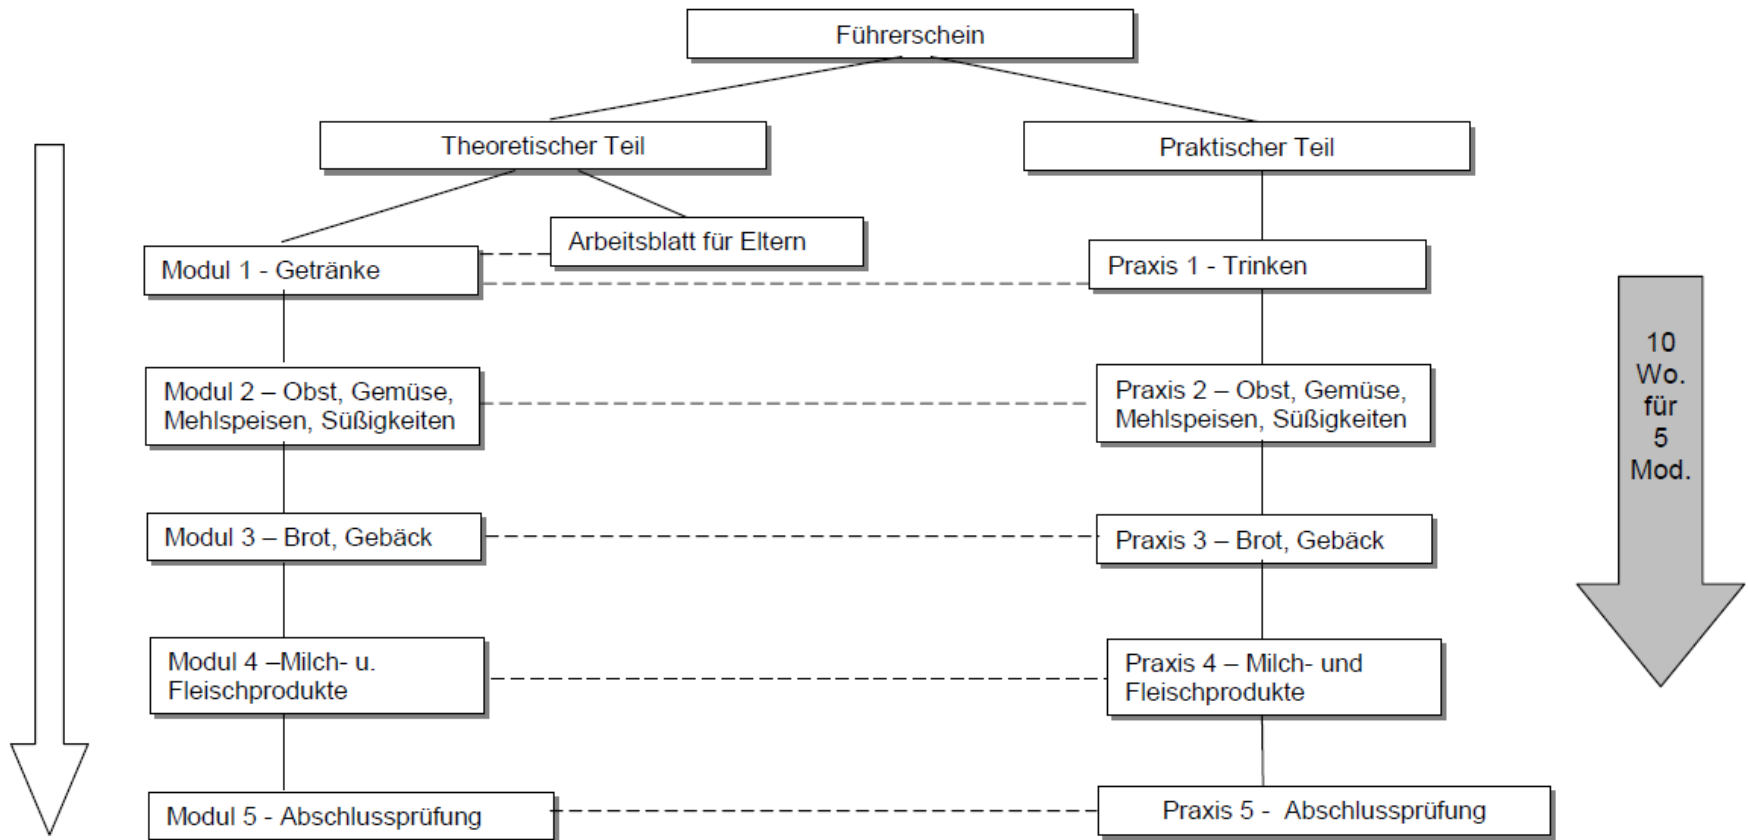 Führerschein
Theoretischer Teil
Praktischer Teil
Arbeitsblatt für Eltern
Modul 1 - Getränke
Praxis 1 - Trinken
Modul 2 – Obst, Gemüse,
Mehlspeisen, Süßigkeiten
Praxis 2 – Obst, Gemüse,
Mehlspeisen, Süßigkeiten
Modul 3 – Brot, Gebäck
Praxis 3 – Brot, Gebäck
Modul 4 –Milch- u.
Fleischprodukte
Praxis 4 – Milch- und
Fleischprodukte
Modul 5 - Abschlussprüfung
Praxis 5 - Abschlussprüfung
10
Wo.
für
5
Mod.